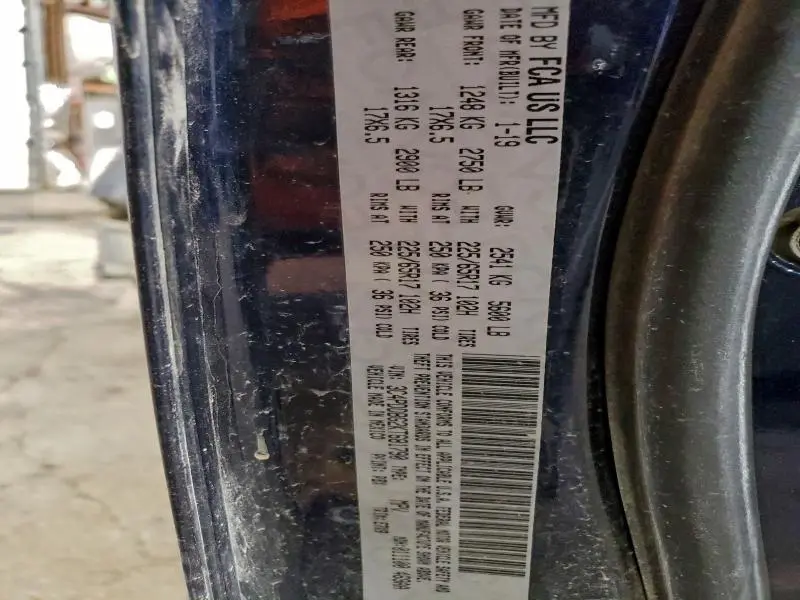 MFD BY FCA US LLC
DATE OF MFR(BUILT): 1-19 GVWR: 2541 KG 5600 LB
GAWR FRONT: 1248 KG 2750 LB WITH 225/65R17 102H TIRES
17X6.5 RIMS AT 250 KPA( 36 PSI) COLD
GAWR REAR: 1316 KG 2900 LB WITH 225/65R17 102H TIRES
17X6.5 RIMS AT 250 KPA( 36 PSI) COLD
THIS VEHICLE CONFORMS TO ALL APPLICABLE U.S.A. FEDERAL MOTOR VEHICLE SAFETY AND
THEFT PREVENTION STANDARDS IN EFFECT ON THE DATE OF MANUFACTURE SHOWN ABOVE.
VIN: TYPE: MPV
VEHICLE MADE IN MEXICO